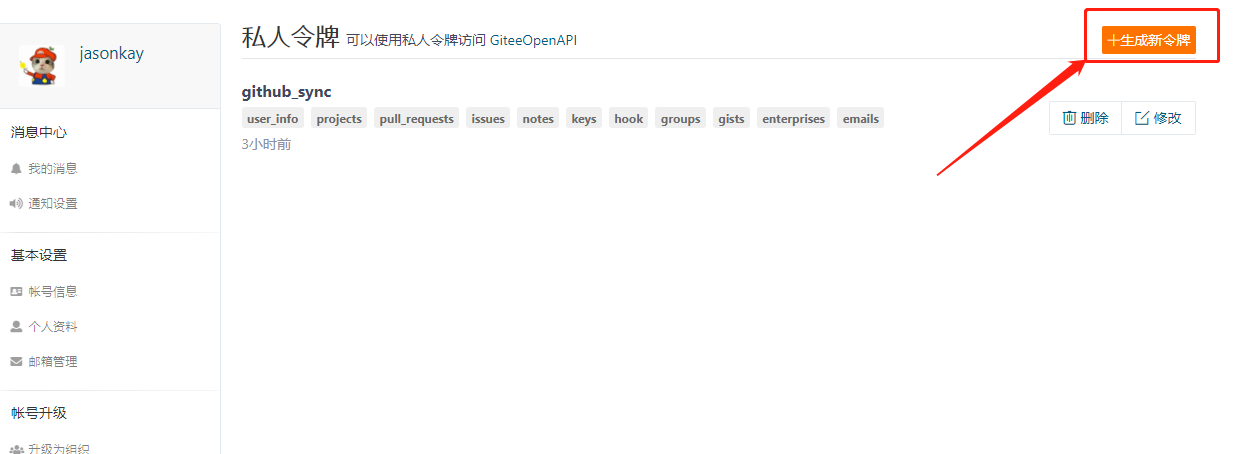 jasonkay
消息中心
我的消息
通知设置
基本设置
帐号信息
个人资料
邮箱管理
帐号升级
升级为组织
私人令牌 可以使用私人令牌访问 GiteeOpenAPI
+生成新令牌
github_sync
user_info projects pull_requests issues notes keys hook groups gists enterprises emails
3小时前
删除 修改